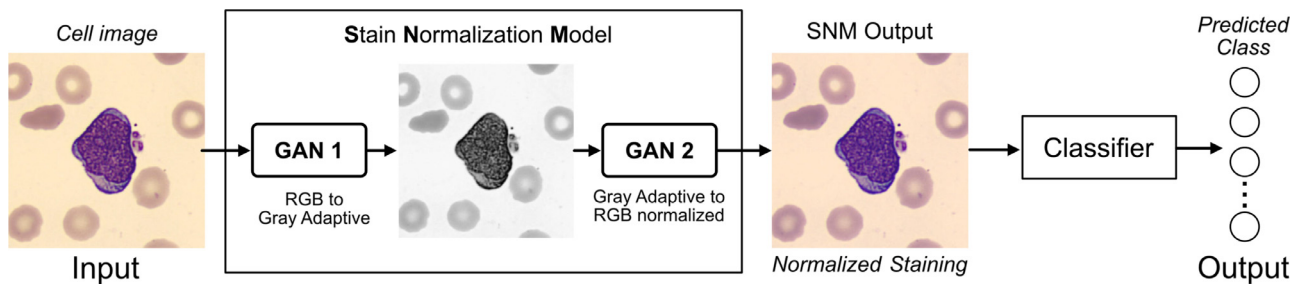 Cell image
Input
Stain Normalization Model
GAN 1
RGB to
Gray Adaptive
GAN 2
Gray Adaptive to
RGB normalized
SNM Output
Normalized Staining
Classifier
Predicted
Class
Output